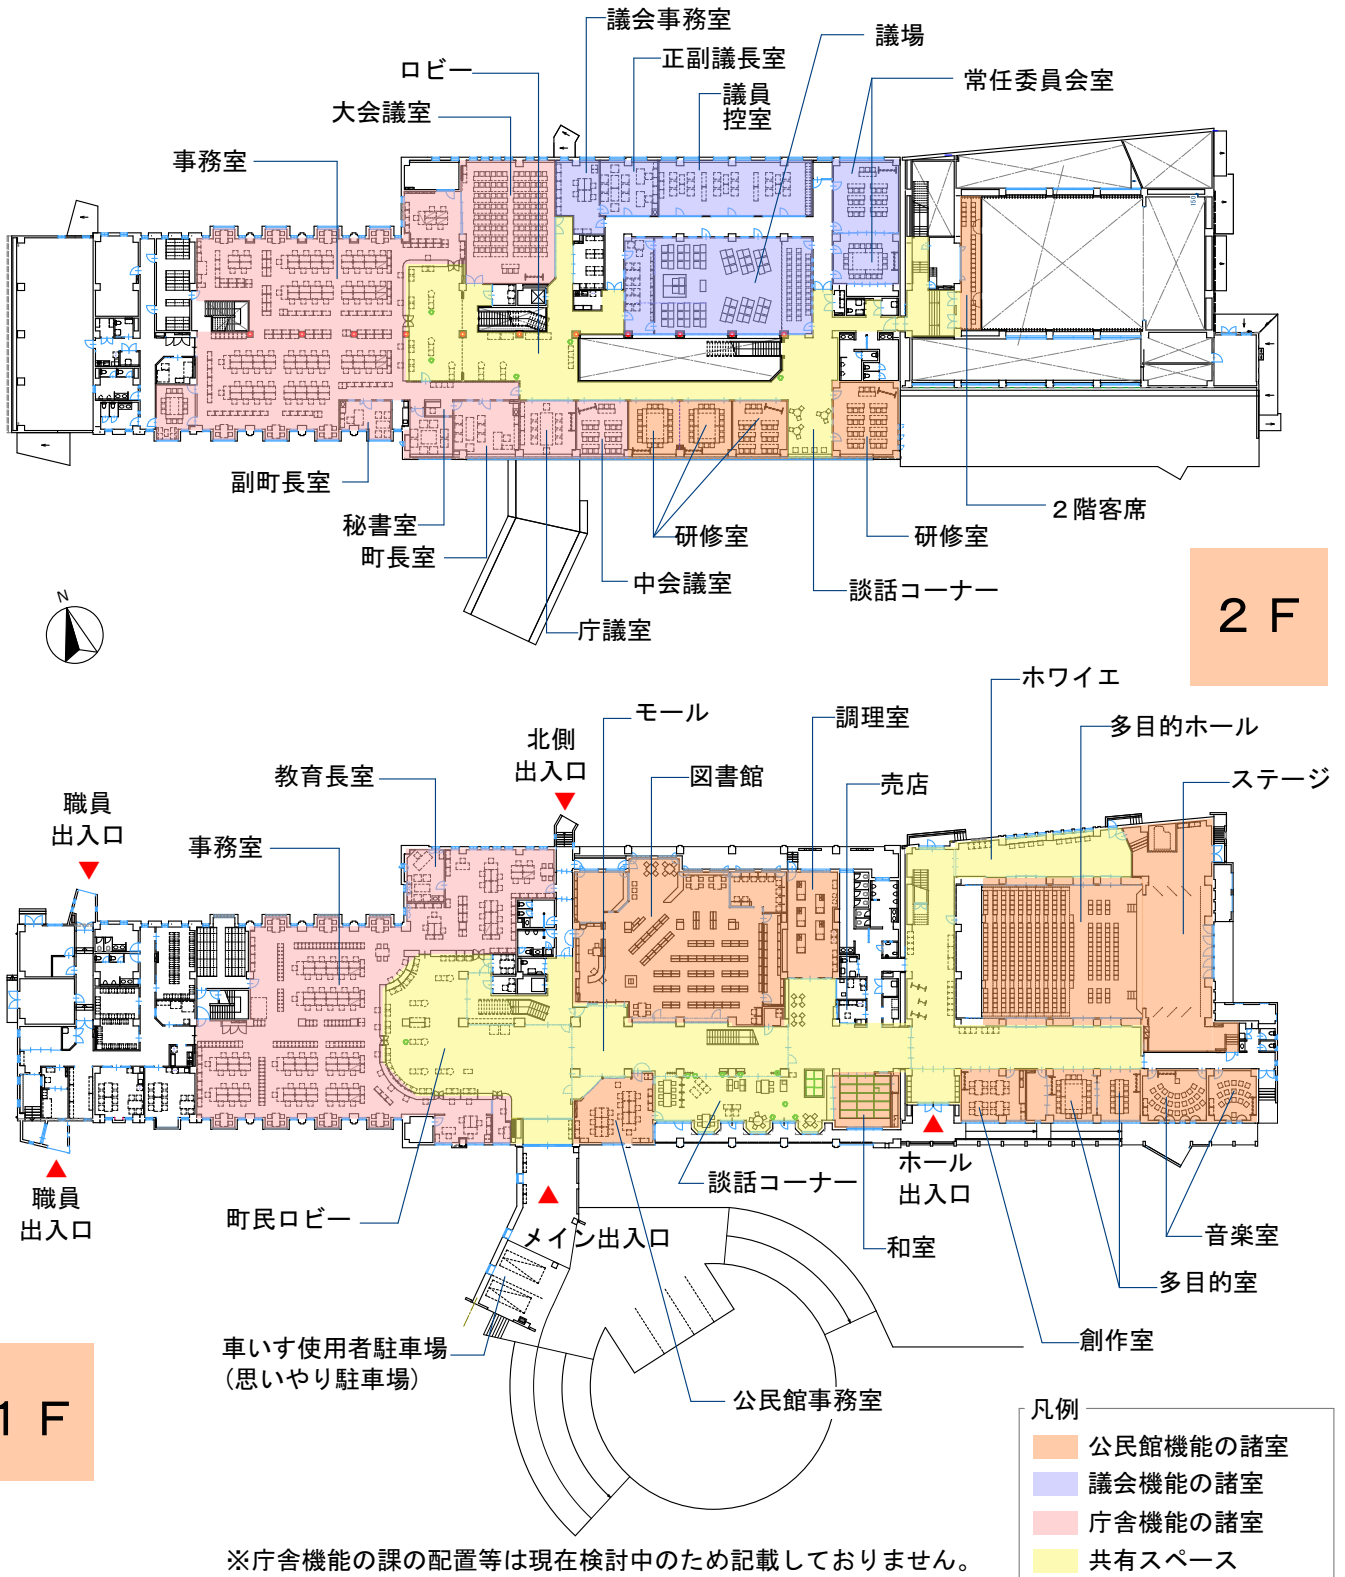 議会事務室
正副議長室
議場
ロビー
議員
控室
常任委員会室
大会議室
事務室
副町長室
秘書室
町長室
研修室
中会議室
庁議室
談話コーナー
研修室
２階客席
N
２Ｆ
ホワイエ
モール
調理室
多目的ホール
北側
出入口
教育長室
図書館
売店
ステージ
職員
出入口
事務室
職員
出入口
町民ロビー
メイン出入口
談話コーナー
ホール
出入口
和室
音楽室
多目的室
創作室
車いす使用者駐車場
(思いやり駐車場)
公民館事務室
１Ｆ
凡例
公民館機能の諸室
議会機能の諸室
庁舎機能の諸室
共有スペース
※庁舎機能の課の配置等は現在検討中のため記載しておりません。